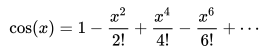 cos(x) = 1 − x²/2! + x⁴/4! − x⁶/6! + ⋯